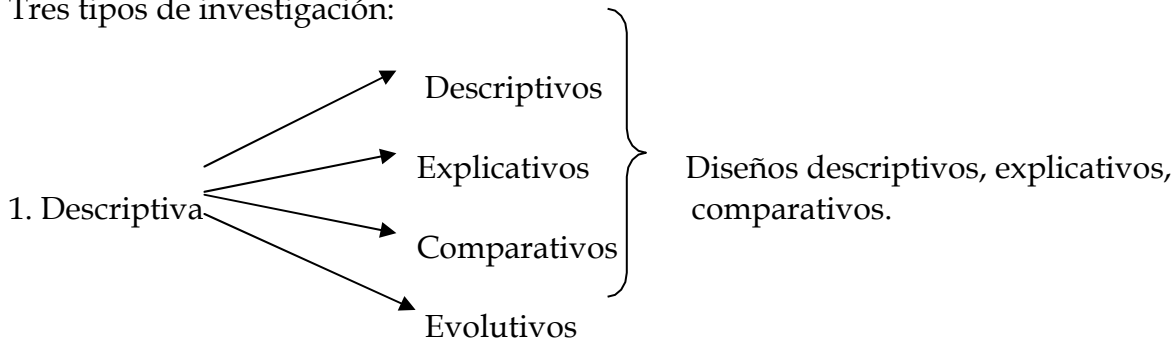 Tres tipos de investigación:
Descriptivos
Explicativos
Diseños descriptivos, explicativos,
1. Descriptiva
comparativos.
Comparativos
Evolutivos